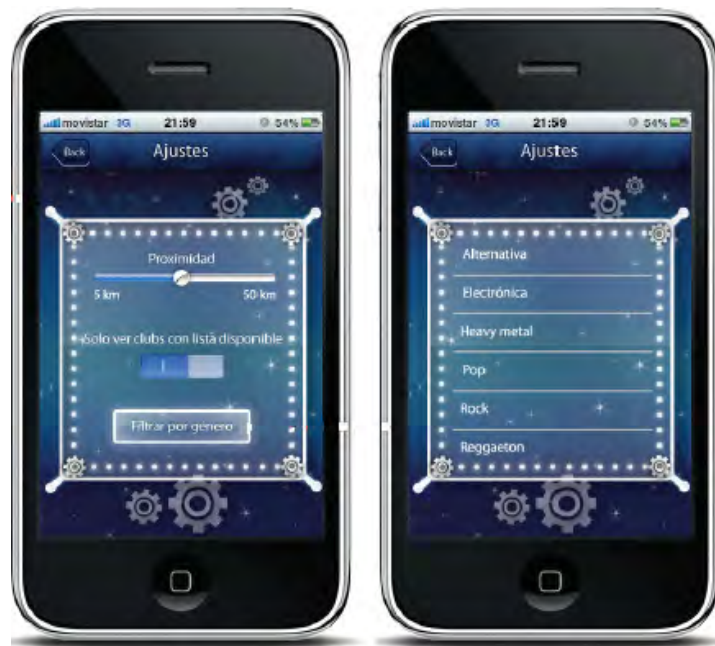 movistar 3G 21:59 54%
Back Ajustes
Proximidad
5 km 50 km
Solo ver clubs con lista disponible
Filtrar por género
movistar 3G 21:59 54%
Back Ajustes
Alternativa
Electrónica
Heavy metal
Pop
Rock
Reggaeton